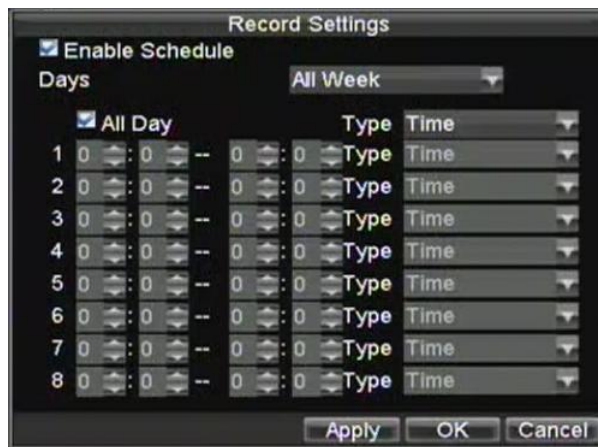 Record Settings
Enable Schedule
Days All Week
All Day Type Time
1 0 : 0 -- 0 : 0 Type Time
2 0 : 0 -- 0 : 0 Type Time
3 0 : 0 -- 0 : 0 Type Time
4 0 : 0 -- 0 : 0 Type Time
5 0 : 0 -- 0 : 0 Type Time
6 0 : 0 -- 0 : 0 Type Time
7 0 : 0 -- 0 : 0 Type Time
8 0 : 0 -- 0 : 0 Type Time
Apply OK Cancel